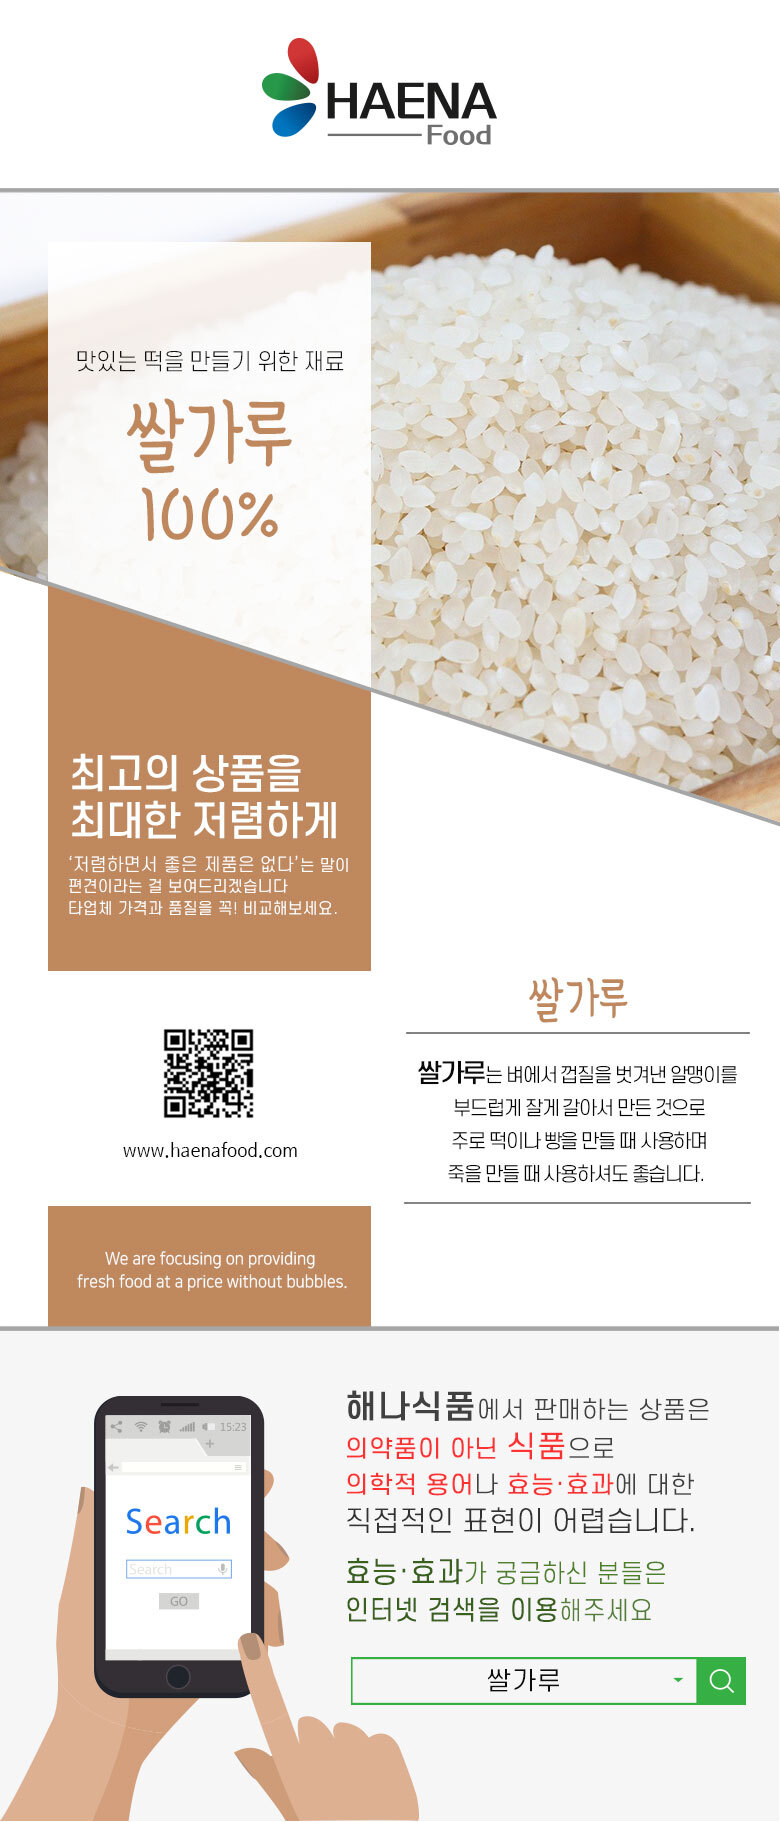 HAENA
Food
맛있는 떡을 만들기 위한 재료
쌀가루
100%
최고의 상품을
최대한 저렴하게
‘저렴하면서 좋은 제품은 없다’는 말이
편견이라는 걸 보여드리겠습니다
타업체 가격과 품질을 꼭! 비교해보세요.
www.haenafood.com
We are focusing on providing
fresh food at a price without bubbles.
쌀가루
쌀가루는 벼에서 껍질을 벗겨낸 알맹이를
부드럽게 잘게 갈아서 만든 것으로
주로 떡이나 빵을 만들 때 사용하며
죽을 만들 때 사용하셔도 좋습니다.
15:23
Search
Search
GO
해나식품에서 판매하는 상품은
의약품이 아닌 식품으로
의학적 용어나 효능·효과에 대한
직접적인 표현이 어렵습니다.
효능·효과가 궁금하신 분들은
인터넷 검색을 이용해주세요
쌀가루